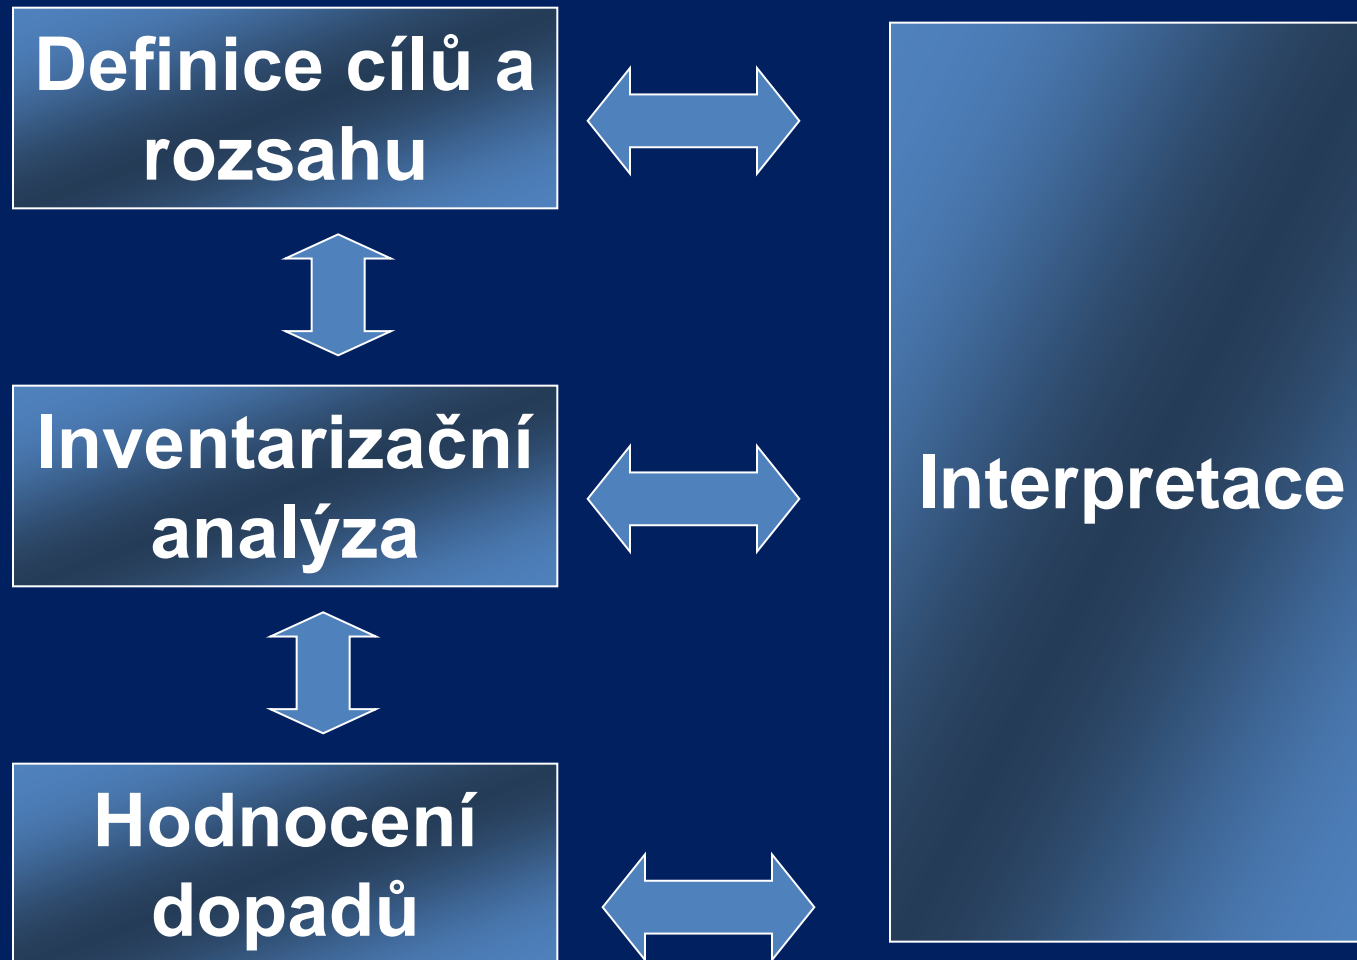 Definice cílů a
rozsahu
Inventarizační
analýza
Interpretace
Hodnocení
dopadů